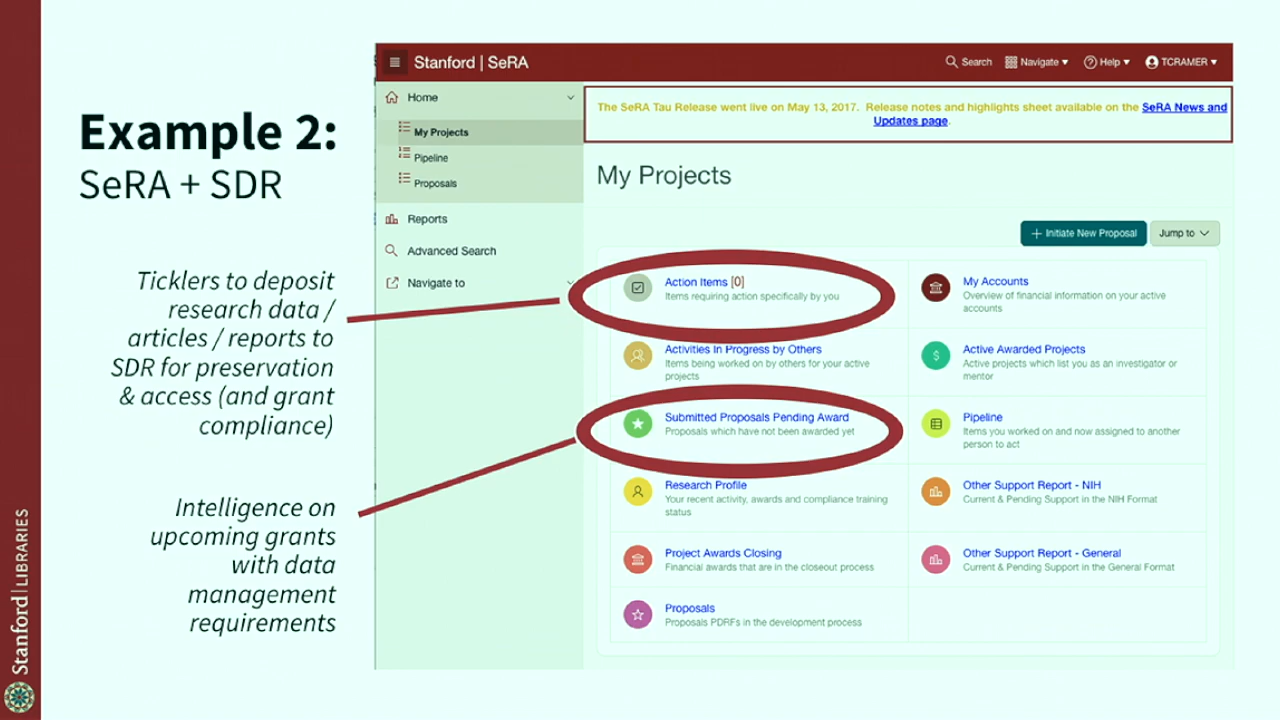 Example 2:
SeRA + SDR
Ticklers to deposit
research data /
articles / reports to
SDR for preservation
& access (and grant
compliance)
Intelligence on
upcoming grants
with data
management
requirements
Stanford | LIBRARIES
Stanford | SeRA
Search
Navigate
Help
TCRAMER
Home
My Projects
Pipeline
Proposals
Reports
Advanced Search
Navigate to
The SeRA Tau Release went live on May 13, 2017. Release notes and highlights sheet available on the SeRA News and
Updates page.
My Projects
+ Initiate New Proposal
Jump to
Action Items [0]
Items requiring action specifically by you
My Accounts
Overview of financial information on your active
accounts
Activities In Progress by Others
Items being worked on by others for your active
projects
Active Awarded Projects
Active projects which list you as an investigator or
mentor
Submitted Proposals Pending Award
Proposals which have not been awarded yet
Pipeline
Items you worked on and now assigned to another
person to act
Research Profile
Your recent activity, awards and compliance training
status
Other Support Report - NIH
Current & Pending Support in the NIH Format
Project Awards Closing
Financial awards that are in the closeout process
Other Support Report - General
Current & Pending Support in the General Format
Proposals
Proposals PDRFs in the development process